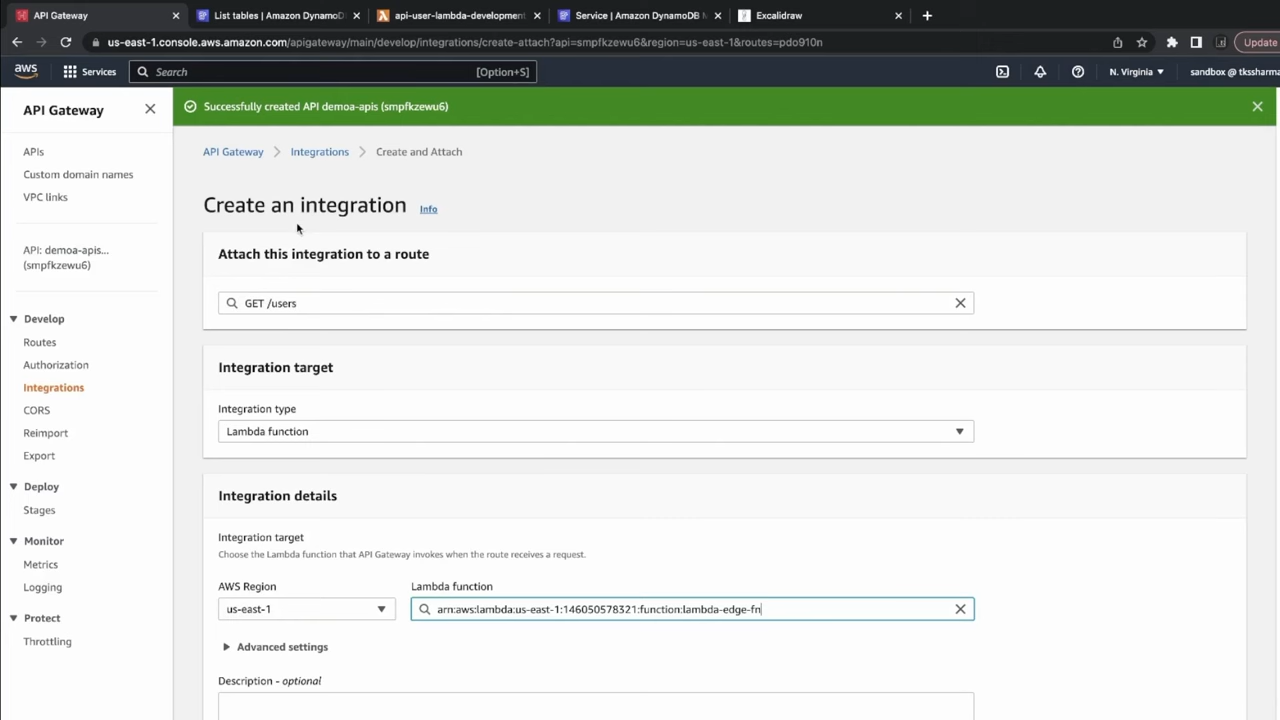 API Gateway
List tables | Amazon DynamoD
api-user-lambda-development
Service | Amazon DynamoDB
Excalidraw
us-east-1.console.aws.amazon.com/apigateway/main/develop/integrations/create-attach?api=smpfkzewu6&region=us-east-1&routes=pdo910n
Update
aws
Services
Search
[Option+S]
N. Virginia
sandbox @ tkssharma
API Gateway
Successfully created API demoa-apis (smpfkzewu6)
APIs
Custom domain names
VPC links
API: demoa-apis...
(smpfkzewu6)
Develop
Routes
Authorization
Integrations
CORS
Reimport
Export
Deploy
Stages
Monitor
Metrics
Logging
Protect
Throttling
API Gateway
Integrations
Create and Attach
Create an integration
Info
Attach this integration to a route
GET /users
Integration target
Integration type
Lambda function
Integration details
Integration target
Choose the Lambda function that API Gateway invokes when the route receives a request.
AWS Region
Lambda function
us-east-1
arn:aws:lambda:us-east-1:146050578321:function:lambda-edge-fn
Advanced settings
Description - optional